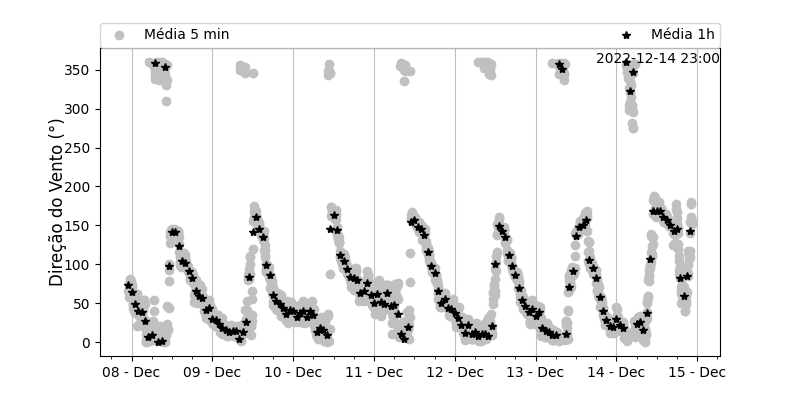 Média 5 min
Média 1h
2022-12-14 23:00
Direção do Vento (°)
350
300
250
200
150
100
50
0
08 - Dec
09 - Dec
10 - Dec
11 - Dec
12 - Dec
13 - Dec
14 - Dec
15 - Dec